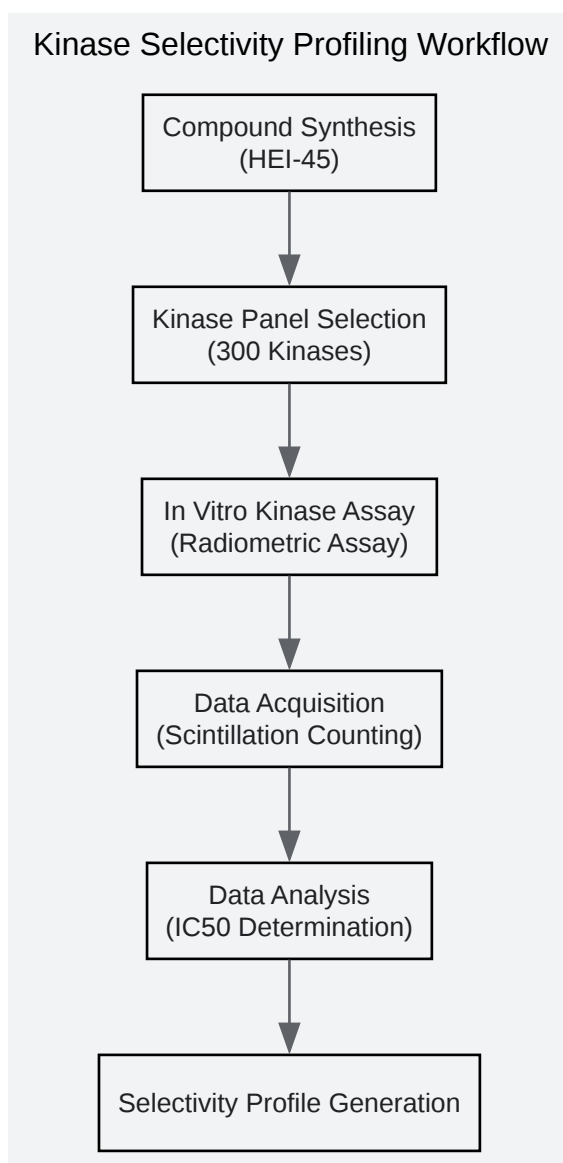 Kinase Selectivity Profiling Workflow
Compound Synthesis
(HEI-45)
Kinase Panel Selection
(300 Kinases)
In Vitro Kinase Assay
(Radiometric Assay)
Data Acquisition
(Scintillation Counting)
Data Analysis
(IC50 Determination)
Selectivity Profile Generation